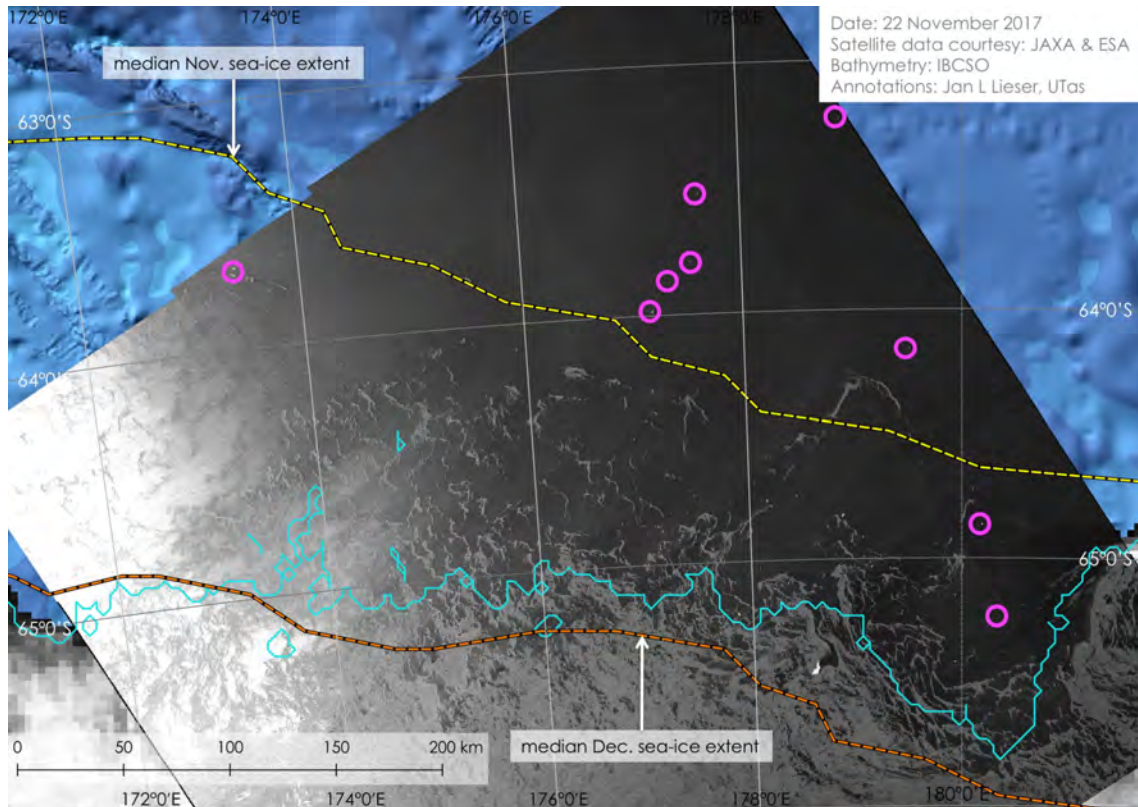 172°0'E
174°0'E
176°0'E
178°0'E
Date: 22 November 2017
Satellite data courtesy: JAXA & ESA
Bathymetry: IBCSO
Annotations: Jan L Lieser, UTas
median Nov. sea-ice extent
63°0'S
64°0'S
64°0'S
65°0'S
65°0'S
median Dec. sea-ice extent
0 50 100 150 200 km
172°0'E
174°0'E
176°0'E
178°0'E
180°0'E